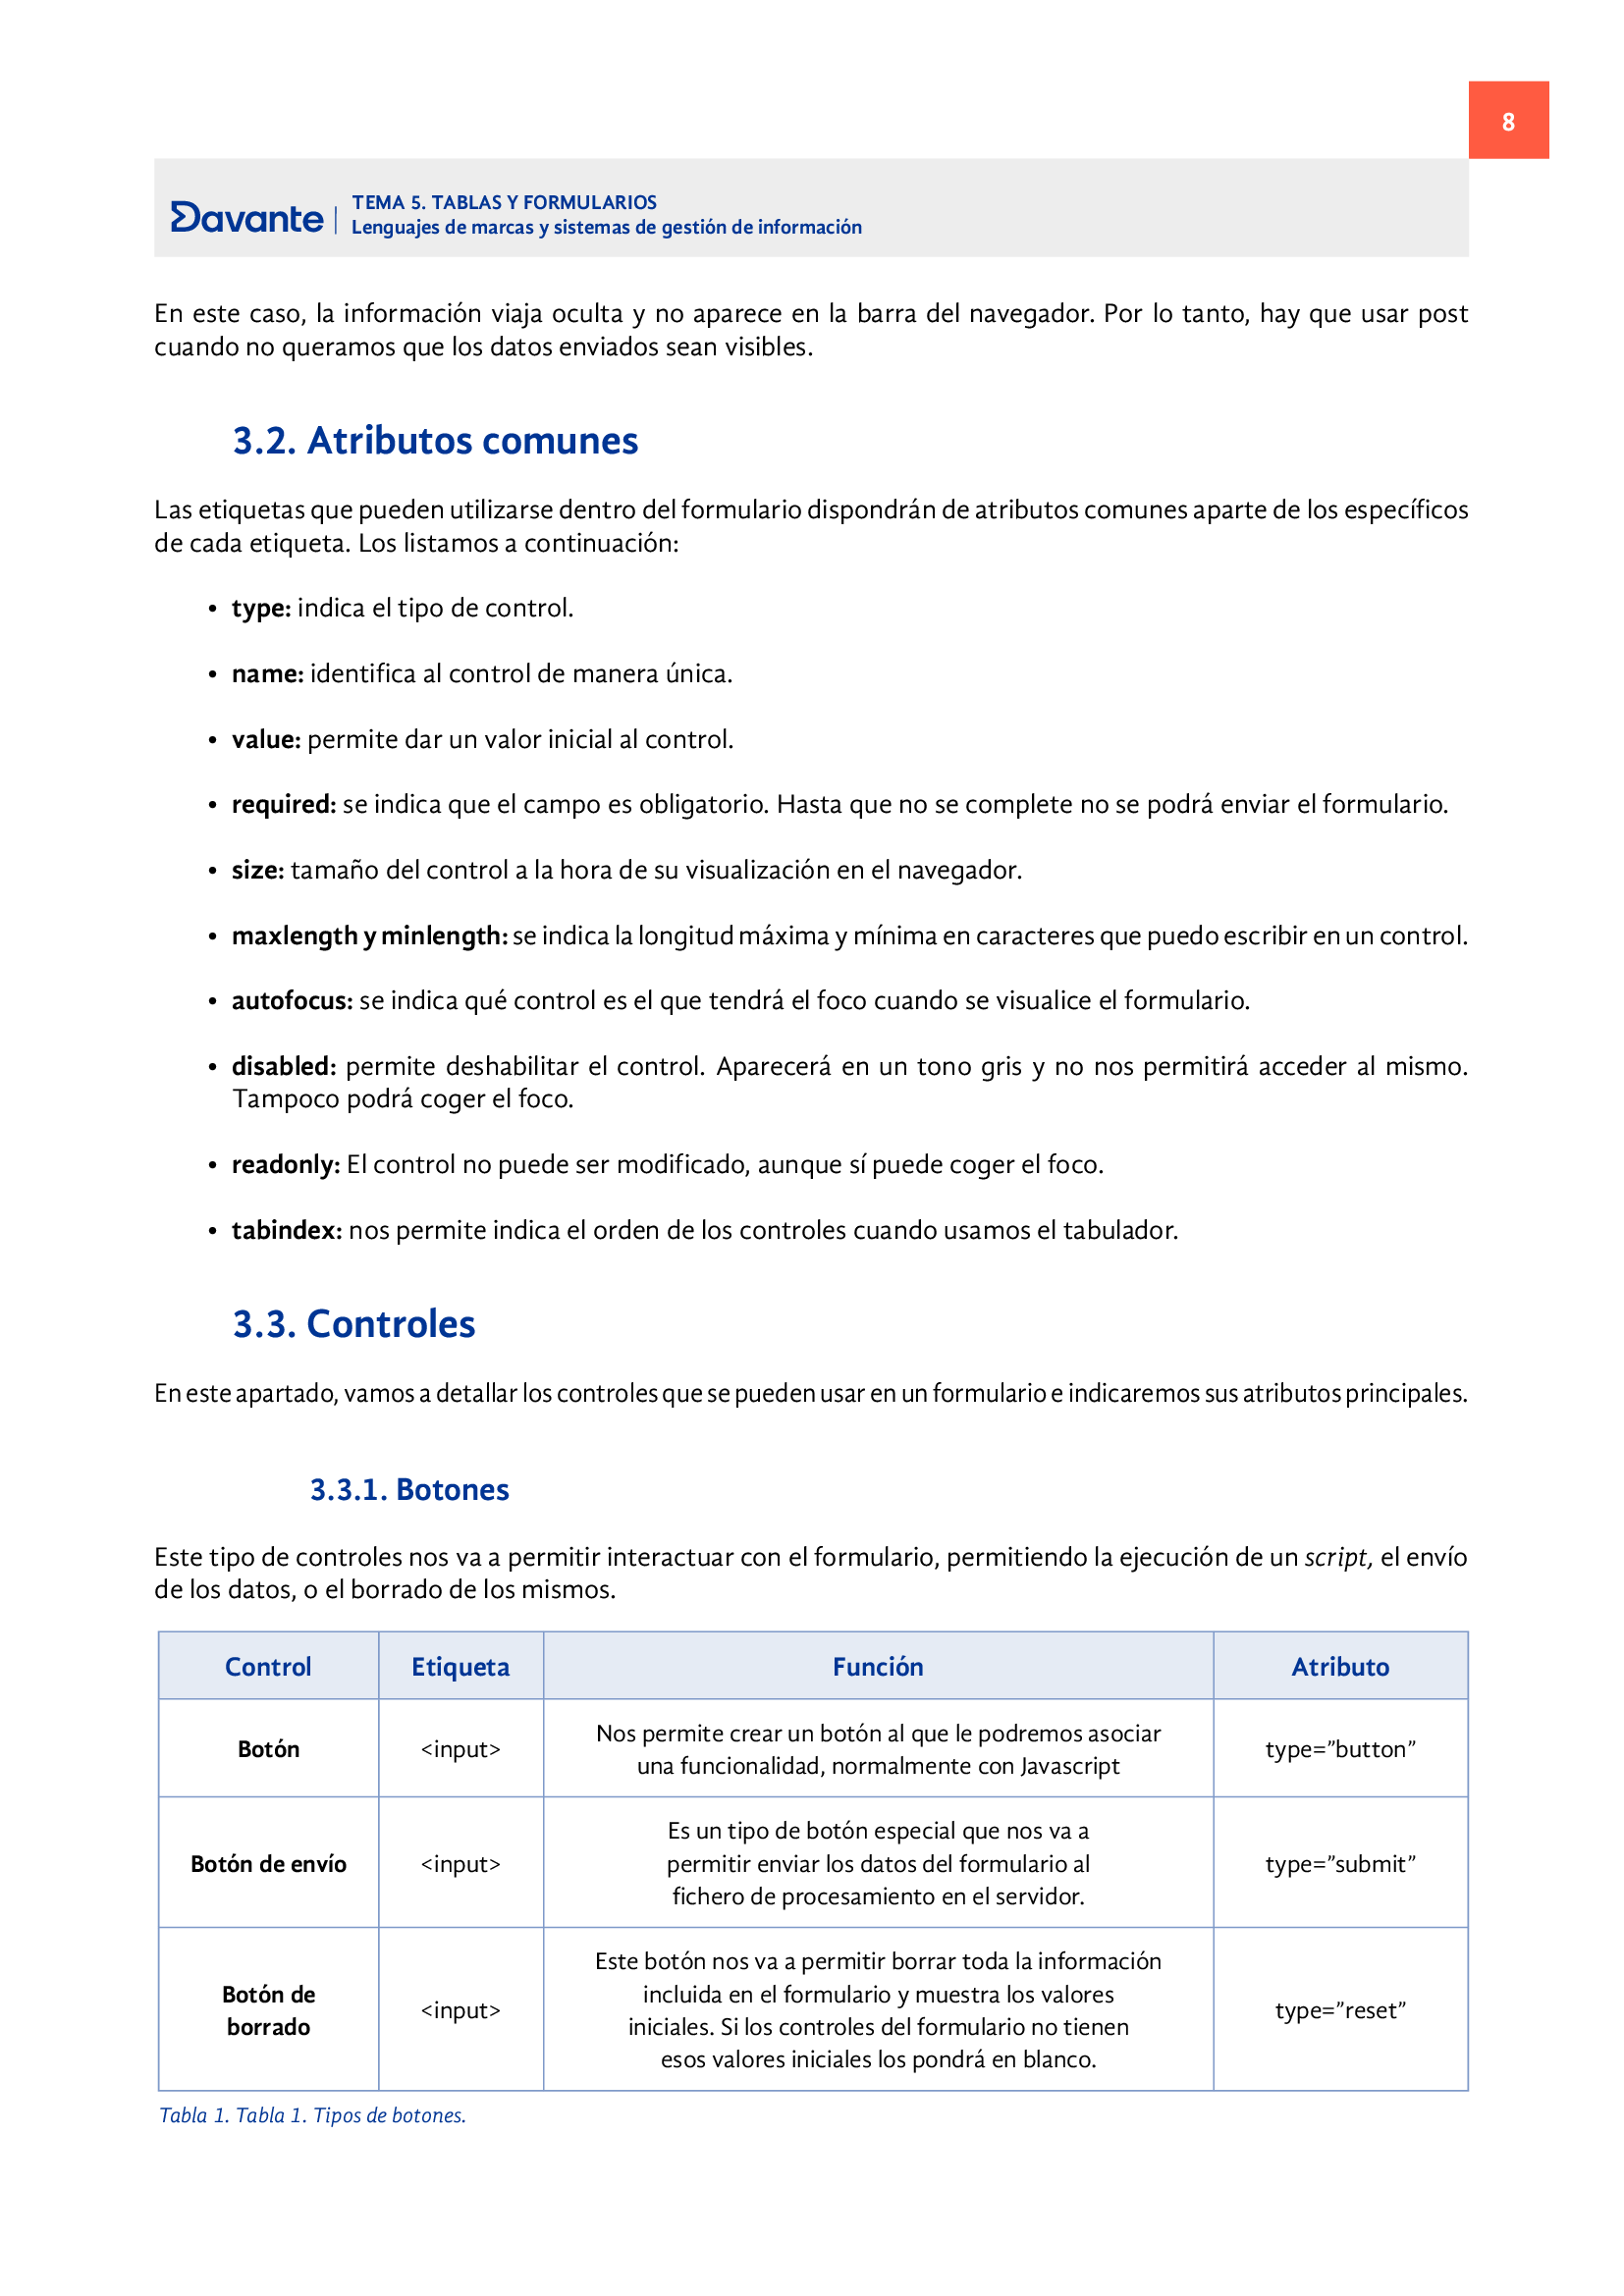 8
Davante
TEMA 5. TABLAS Y FORMULARIOS
Lenguajes de marcas y sistemas de gestión de información
En este caso, la información viaja oculta y no aparece en la barra del navegador. Por lo tanto, hay que usar post
cuando no queramos que los datos enviados sean visibles.
3.2. Atributos comunes
Las etiquetas que pueden utilizarse dentro del formulario dispondrán de atributos comunes aparte de los específicos
de cada etiqueta. Los listamos a continuación:
• type: indica el tipo de control.
• name: identifica al control de manera única.
• value: permite dar un valor inicial al control.
• required: se indica que el campo es obligatorio. Hasta que no se complete no se podrá enviar el formulario.
• size: tamaño del control a la hora de su visualización en el navegador.
• maxlength y minlength: se indica la longitud máxima y mínima en caracteres que puedo escribir en un control.
• autofocus: se indica qué control es el que tendrá el foco cuando se visualice el formulario.
• disabled: permite deshabilitar el control. Aparecerá en un tono gris y no nos permitirá acceder al mismo.
Tampoco podrá coger el foco.
• readonly: El control no puede ser modificado, aunque sí puede coger el foco.
• tabindex: nos permite indica el orden de los controles cuando usamos el tabulador.
3.3. Controles
En este apartado, vamos a detallar los controles que se pueden usar en un formulario e indicaremos sus atributos principales.
3.3.1. Botones
Este tipo de controles nos va a permitir interactuar con el formulario, permitiendo la ejecución de un script, el envío
de los datos, o el borrado de los mismos.
Control Etiqueta Función Atributo
Botón
<input>
Nos permite crear un botón al que le podremos asociar
una funcionalidad, normalmente con Javascript
type=”button”
Botón de envío
<input>
Es un tipo de botón especial que nos va a
permitir enviar los datos del formulario al
fichero de procesamiento en el servidor.
type=”submit”
Botón de
borrado
<input>
Este botón nos va a permitir borrar toda la información
incluida en el formulario y muestra los valores
iniciales. Si los controles del formulario no tienen
esos valores iniciales los pondrá en blanco.
type=”reset”
Tabla 1. Tabla 1. Tipos de botones.